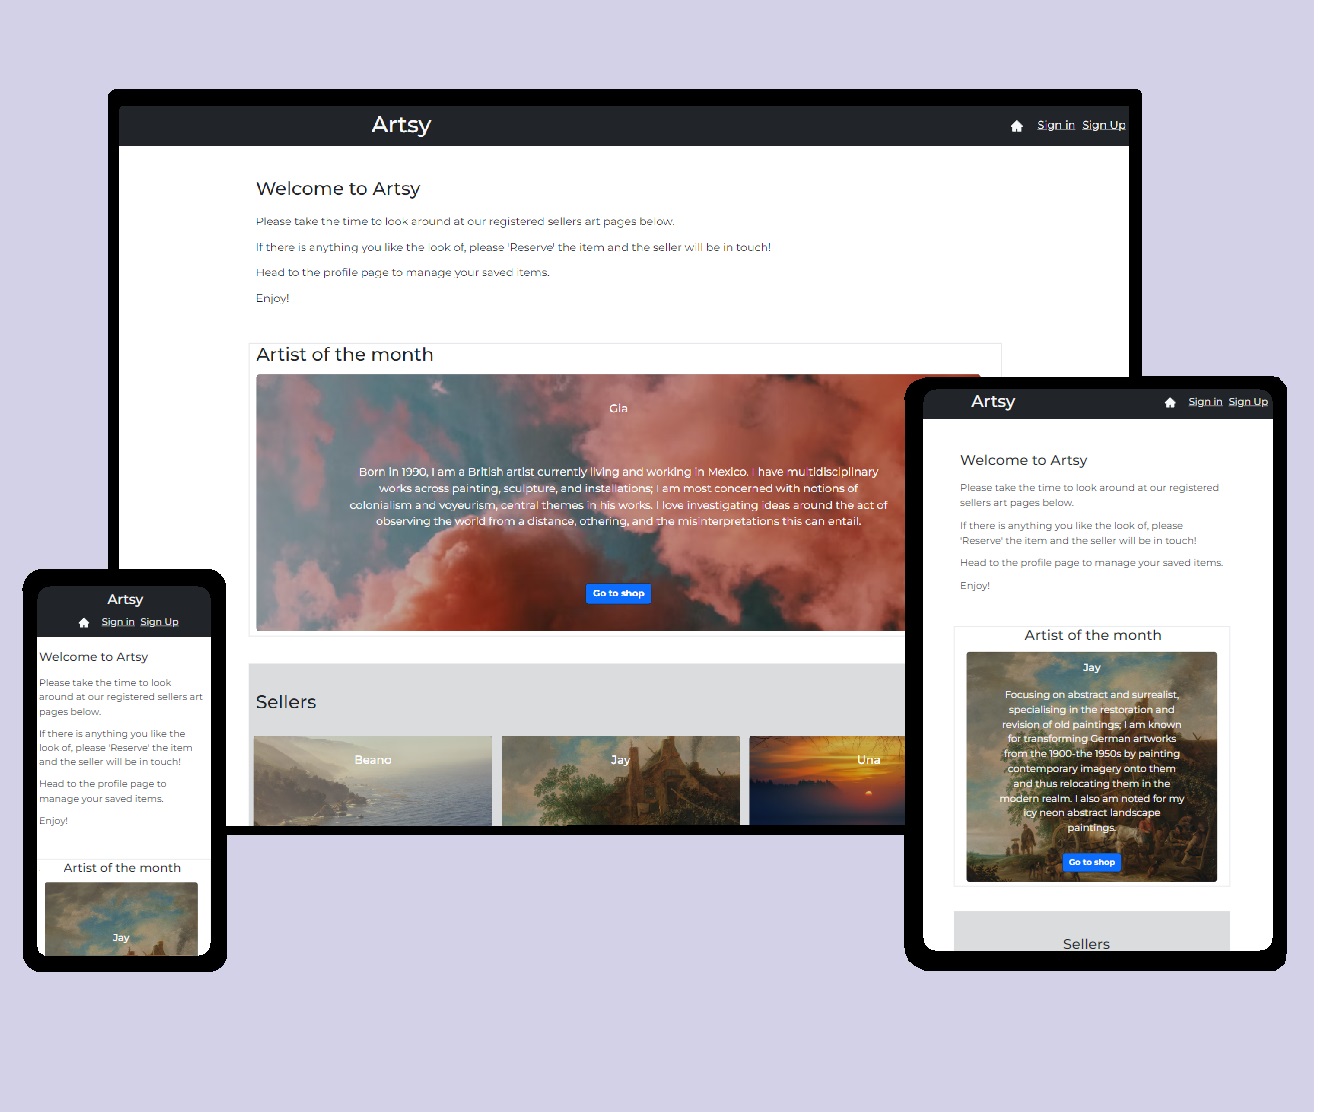 Artsy
Sign in Sign Up
Welcome to Artsy
Please take the time to look around at our registered sellers art pages below.
If there is anything you like the look of, please 'Reserve' the item and the seller will be in touch!
Head to the profile page to manage your saved items.
Enjoy!
Artist of the month
Gla
Born in 1990, I am a British artist currently living and working in Mexico. I have multidisciplinary
works across painting, sculpture, and installations; I am most concerned with notions of
colonialism and voyeurism, central themes in his works. I love investigating ideas around the act of
observing the world from a distance, othering, and the misinterpretations this can entail.
Go to shop
Sellers
Beano
Jay
Una
Artsy
Sign in Sign Up
Welcome to Artsy
Please take the time to look around at our registered
sellers art pages below.
If there is anything you like the look of, please
'Reserve' the item and the seller will be in touch!
Head to the profile page to manage your saved items.
Enjoy!
Artist of the month
Jay
Focusing on abstract and surrealist,
specialising in the restoration and
revision of old paintings; I am known
for transforming German artworks
from the 1900-the 1950s by painting
contemporary imagery onto them
and thus relocating them in the
modern realm. I also am noted for my
icy neon abstract landscape
paintings.
Go to shop
Sellers
Artsy
Sign in Sign Up
Welcome to Artsy
Please take the time to look
around at our registered sellers art
pages below.
If there is anything you like the
look of, please 'Reserve' the item
and the seller will be in touch!
Head to the profile page to
manage your saved items.
Enjoy!
Artist of the month
Jay